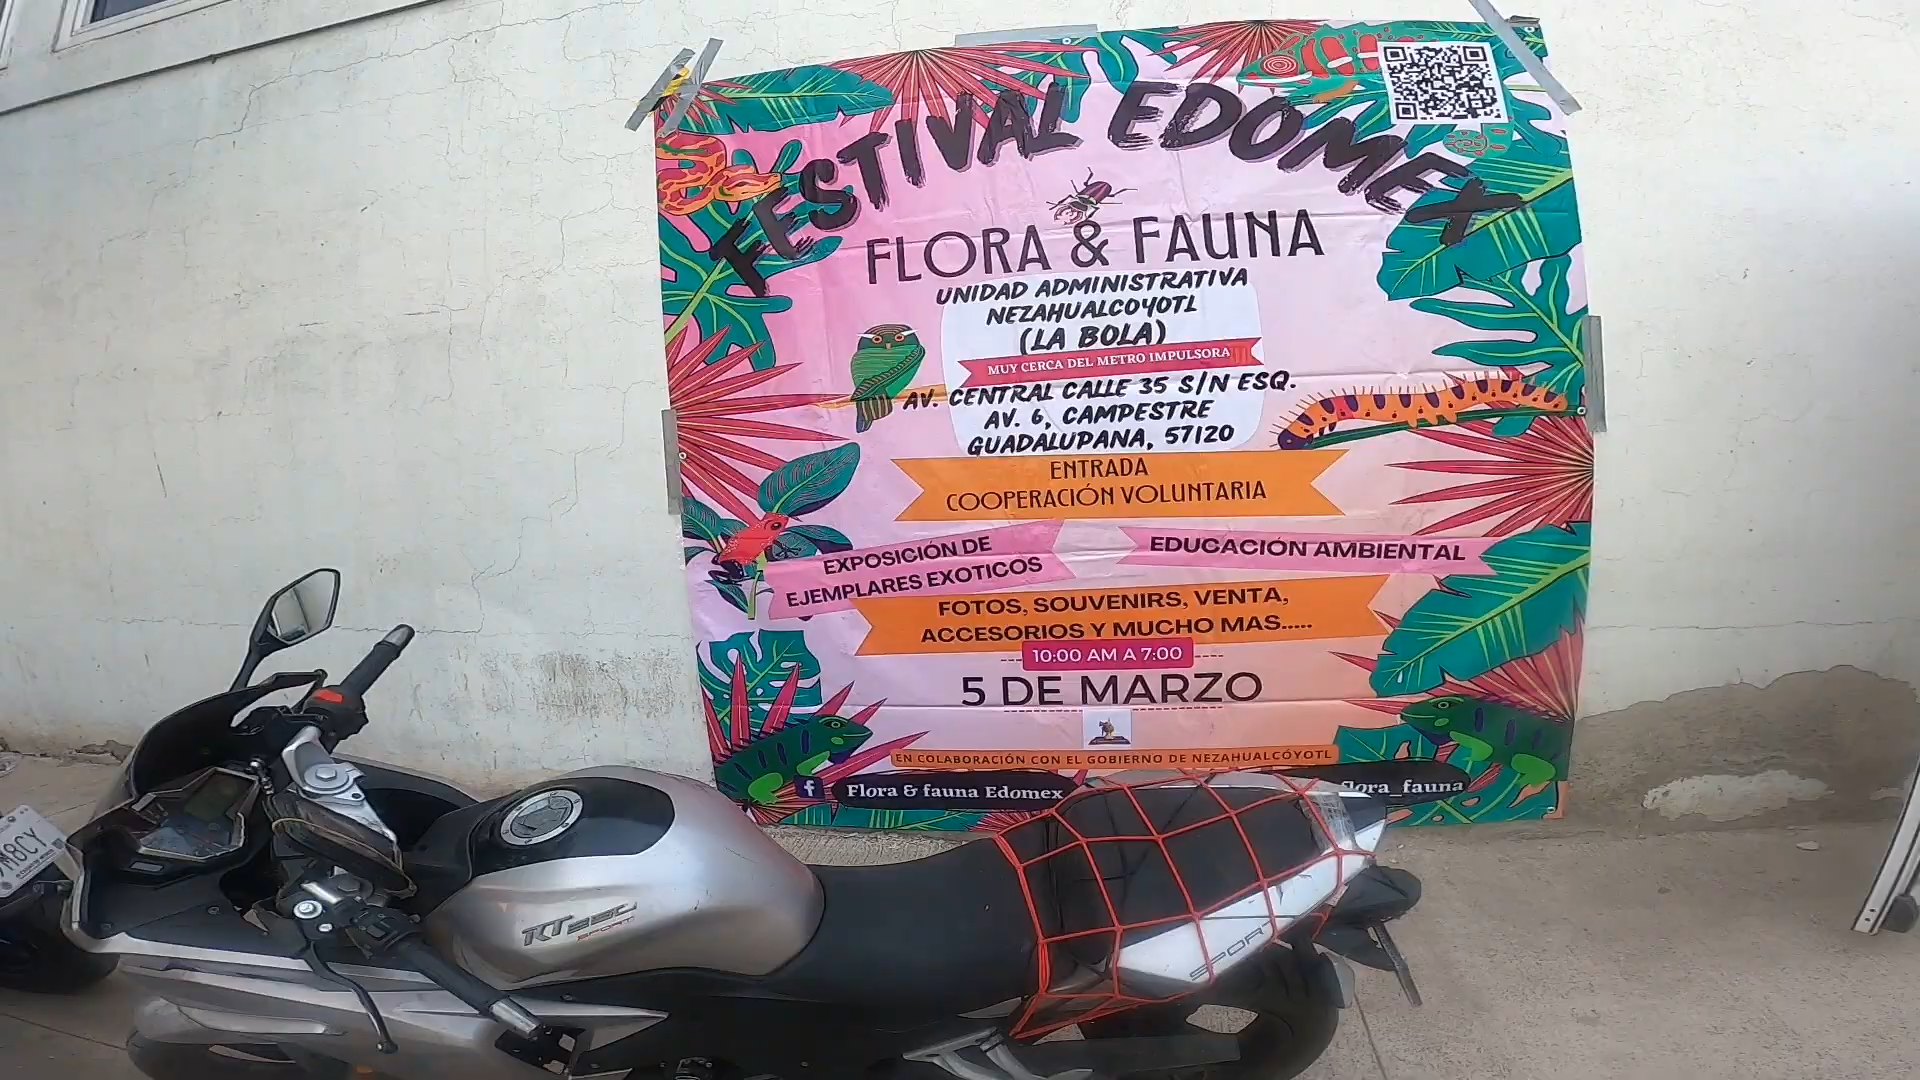 FESTIVAL EDOMEX
FLORA & FAUNA
UNIDAD ADMINISTRATIVA
NEZAHUALCOYOTL
(LA BOLA)
MUY CERCA DEL METRO IMPULSORA
AV. CENTRAL CALLE 35 S/N ESQ.
AV. 6, CAMPESTRE
GUADALUPANA, 57120
ENTRADA
COOPERACIÓN VOLUNTARIA
EXPOSICIÓN DE
EJEMPLARES EXOTICOS
EDUCACIÓN AMBIENTAL
FOTOS, SOUVENIRS, VENTA,
ACCESORIOS Y MUCHO MAS.....
10:00 AM A 7:00
5 DE MARZO
EN COLABORACIÓN CON EL GOBIERNO DE NEZAHUALCÓYOTL
f Flora & fauna Edomex
flora_fauna
M8CY
SPORT
SPORT